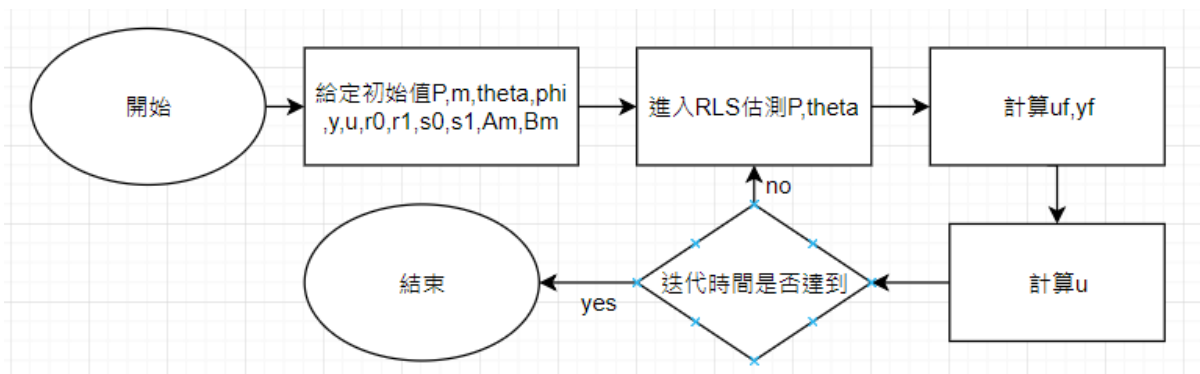 開始
給定初始值P,m,theta,phi
,y,u,r0,r1,s0,s1,Am,Bm
進入RLS估測P,theta
計算uf,yf
計算u
迭代時間是否達到
no
yes
結束